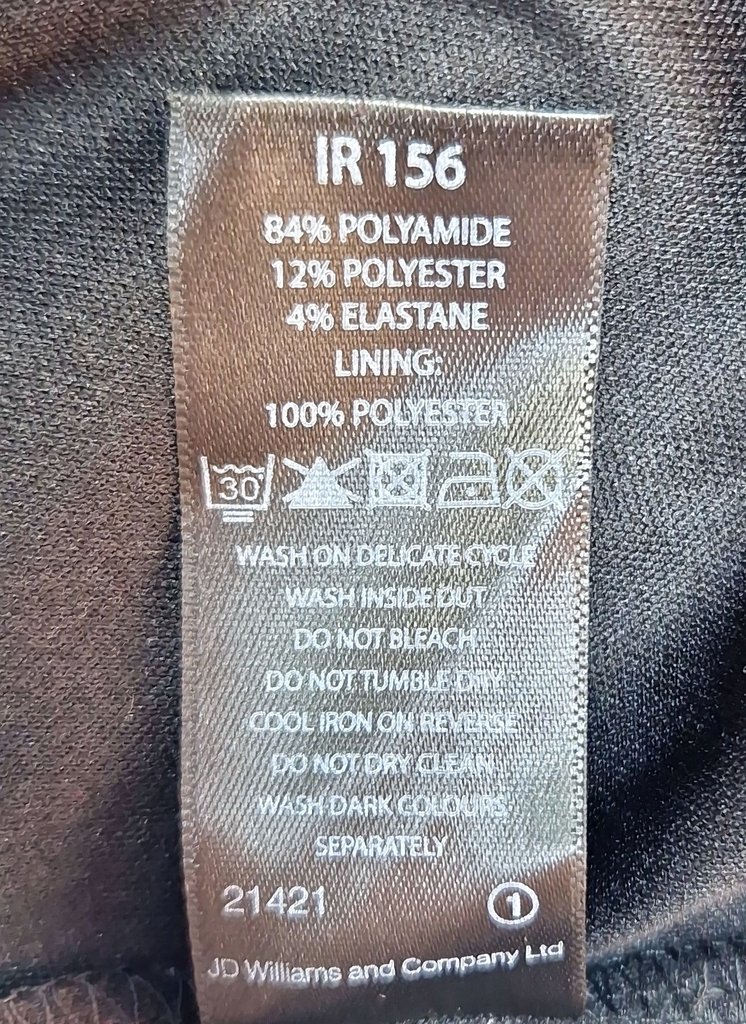 IR 156
84% POLYAMIDE
12% POLYESTER
4% ELASTANE
LINING:
100% POLYESTER
30°
WASH ON DELICATE CYCLE
WASH INSIDE OUT
DO NOT BLEACH
DO NOT TUMBLE DRY
COOL IRON ON REVERSE
DO NOT DRY CLEAN
WASH DARK COLOURS
SEPARATELY
21421 1
JD Williams and Company Ltd